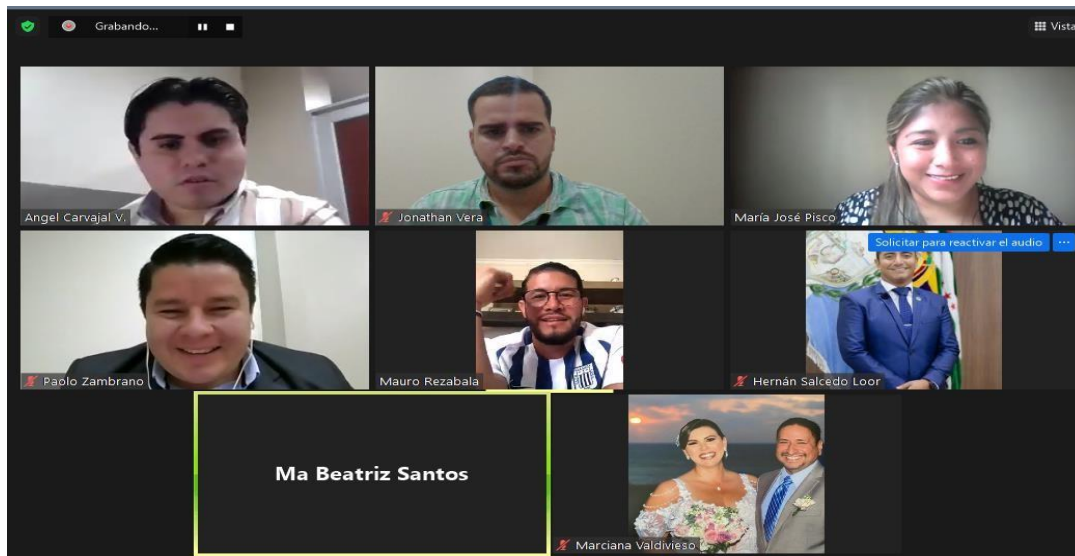 Grabando...
Vista
Angel Carvajal V.
Jonathan Vera
María José Pisco
Solicitar para reactivar el audio
...
Paolo Zambrano
Mauro Rezabala
Hernán Salcedo Loor
Ma Beatriz Santos
Marciana Valdivieso